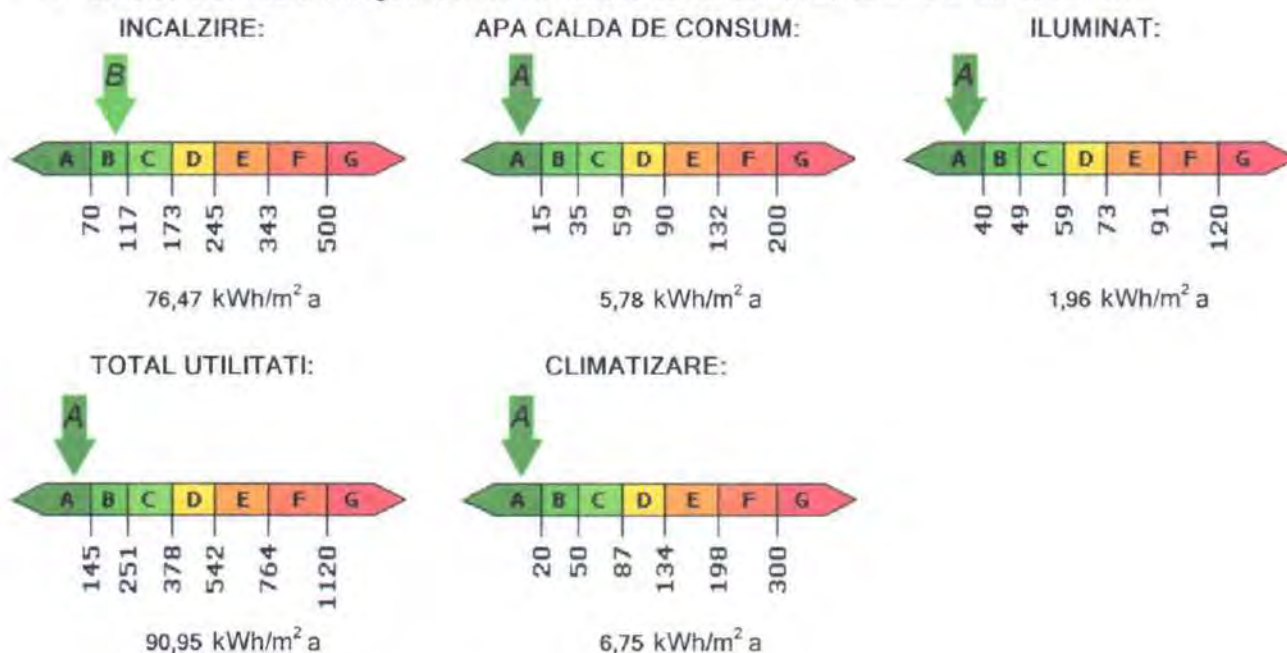 INCALZIRE:
B
A B C D E F G
70 117 173 245 343 500
76,47 kWh/m² a
APA CALDA DE CONSUM:
A
A B C D E F G
15 35 59 90 132 200
5,78 kWh/m² a
ILUMINAT:
A
A B C D E F G
40 49 59 73 91 120
1,96 kWh/m² a
TOTAL UTILITATI:
A
A B C D E F G
145 251 378 542 764 1120
90,95 kWh/m² a
CLIMATIZARE:
A
A B C D E F G
20 50 87 134 198 300
6,75 kWh/m² a